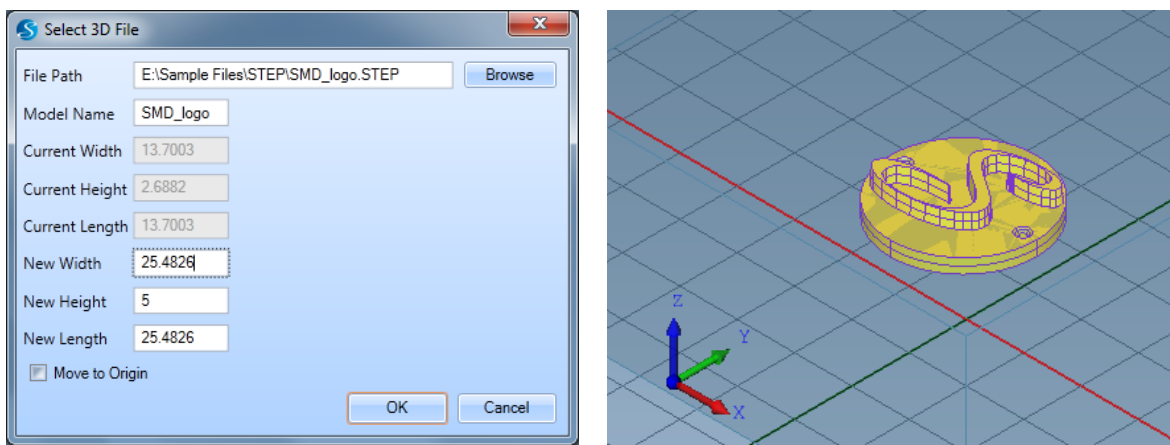 Select 3D File
File Path E:\Sample Files\STEP\SMD_logo.STEP Browse
Model Name SMD_logo
Current Width 13.7003
Current Height 2.6882
Current Length 13.7003
New Width 25.4826
New Height 5
New Length 25.4826
Move to Origin
OK Cancel
Z
Y
X